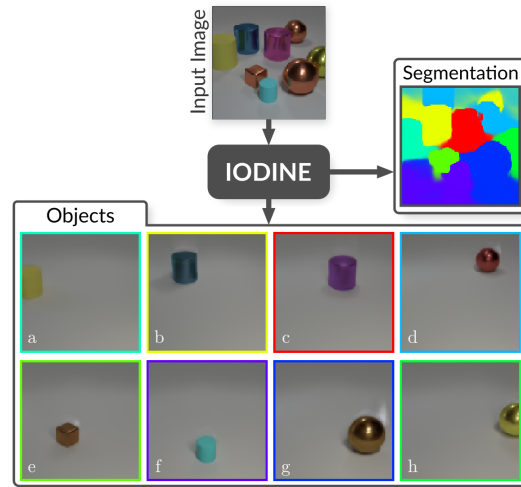 Input Image
Segmentation
IODINE
Objects
a
b
c
d
e
f
g
h